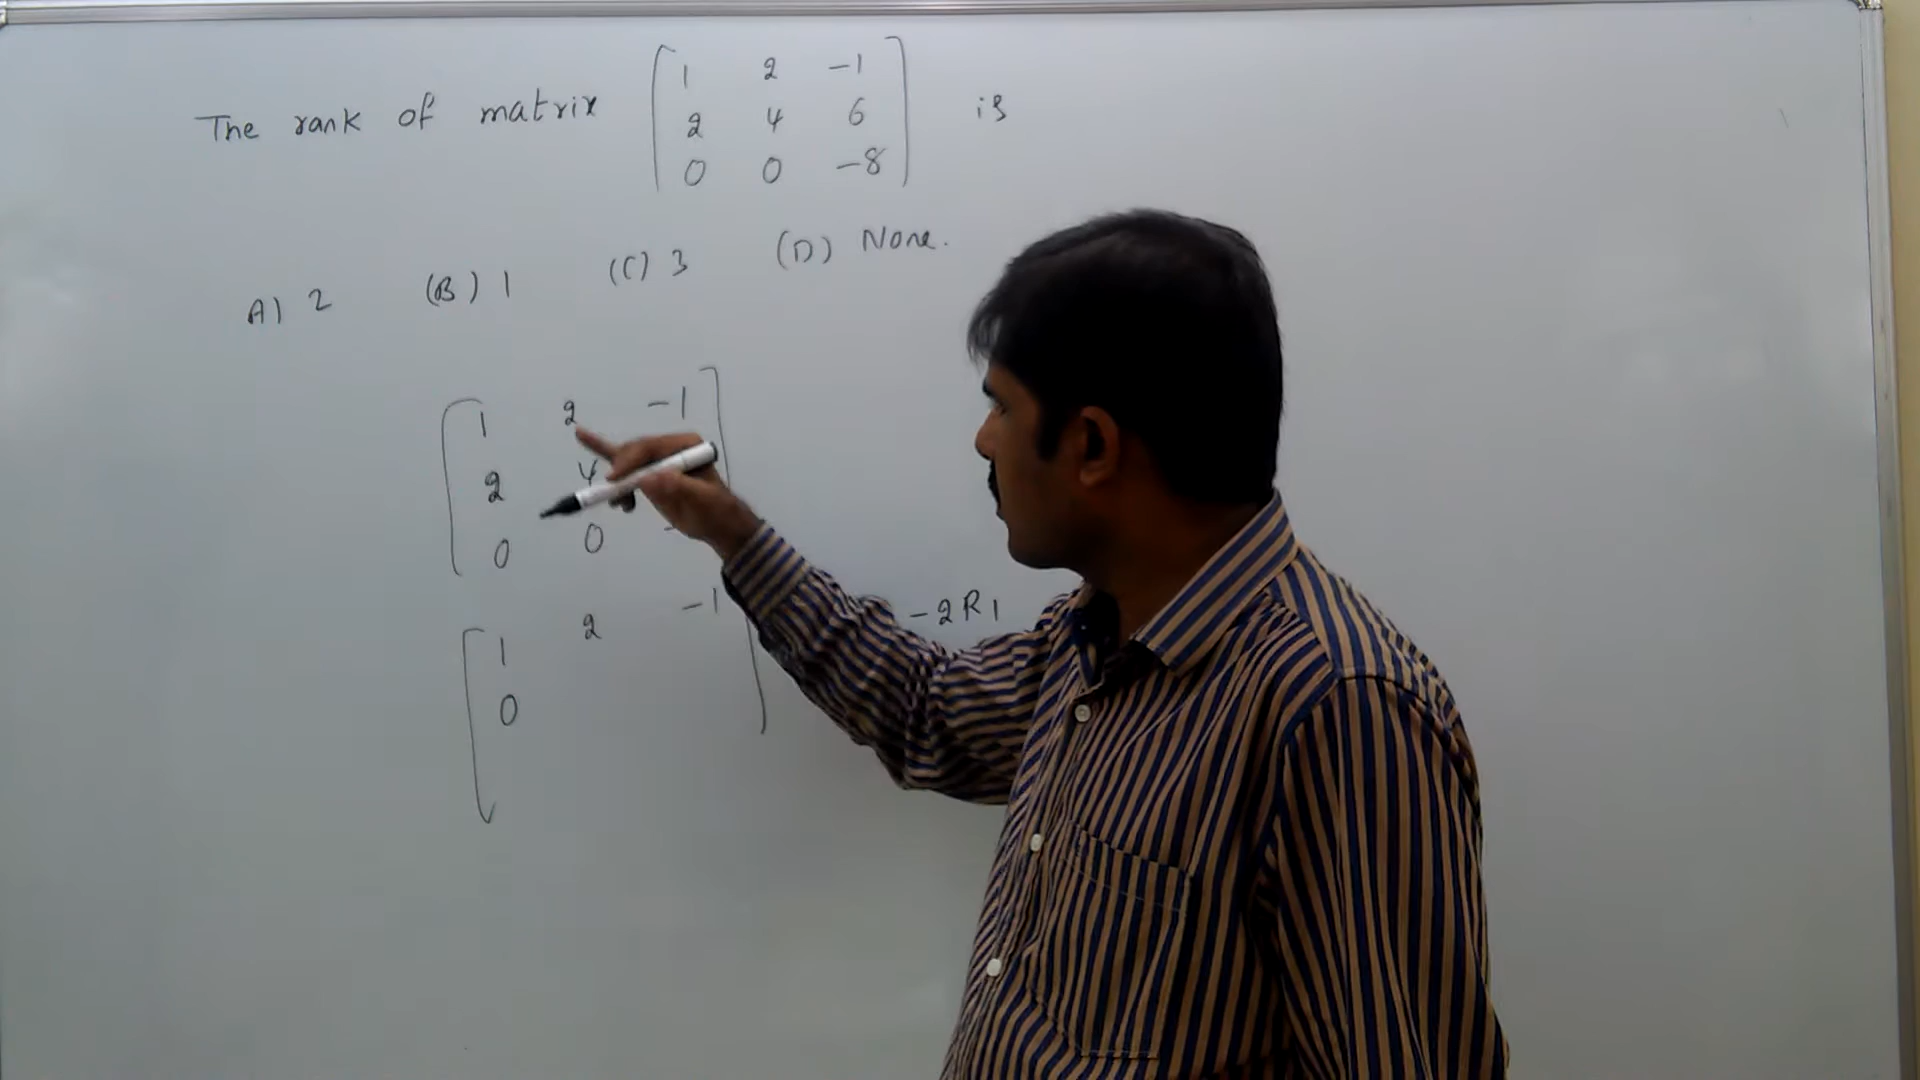 The rank of matrix [ 1 2 -1
2 4 6
0 0 -8 ] is
A) 2 (B) 1 (C) 3 (D) None.
1 2 -1
2 4
0 0 -
1 2 -1 -2R1
0